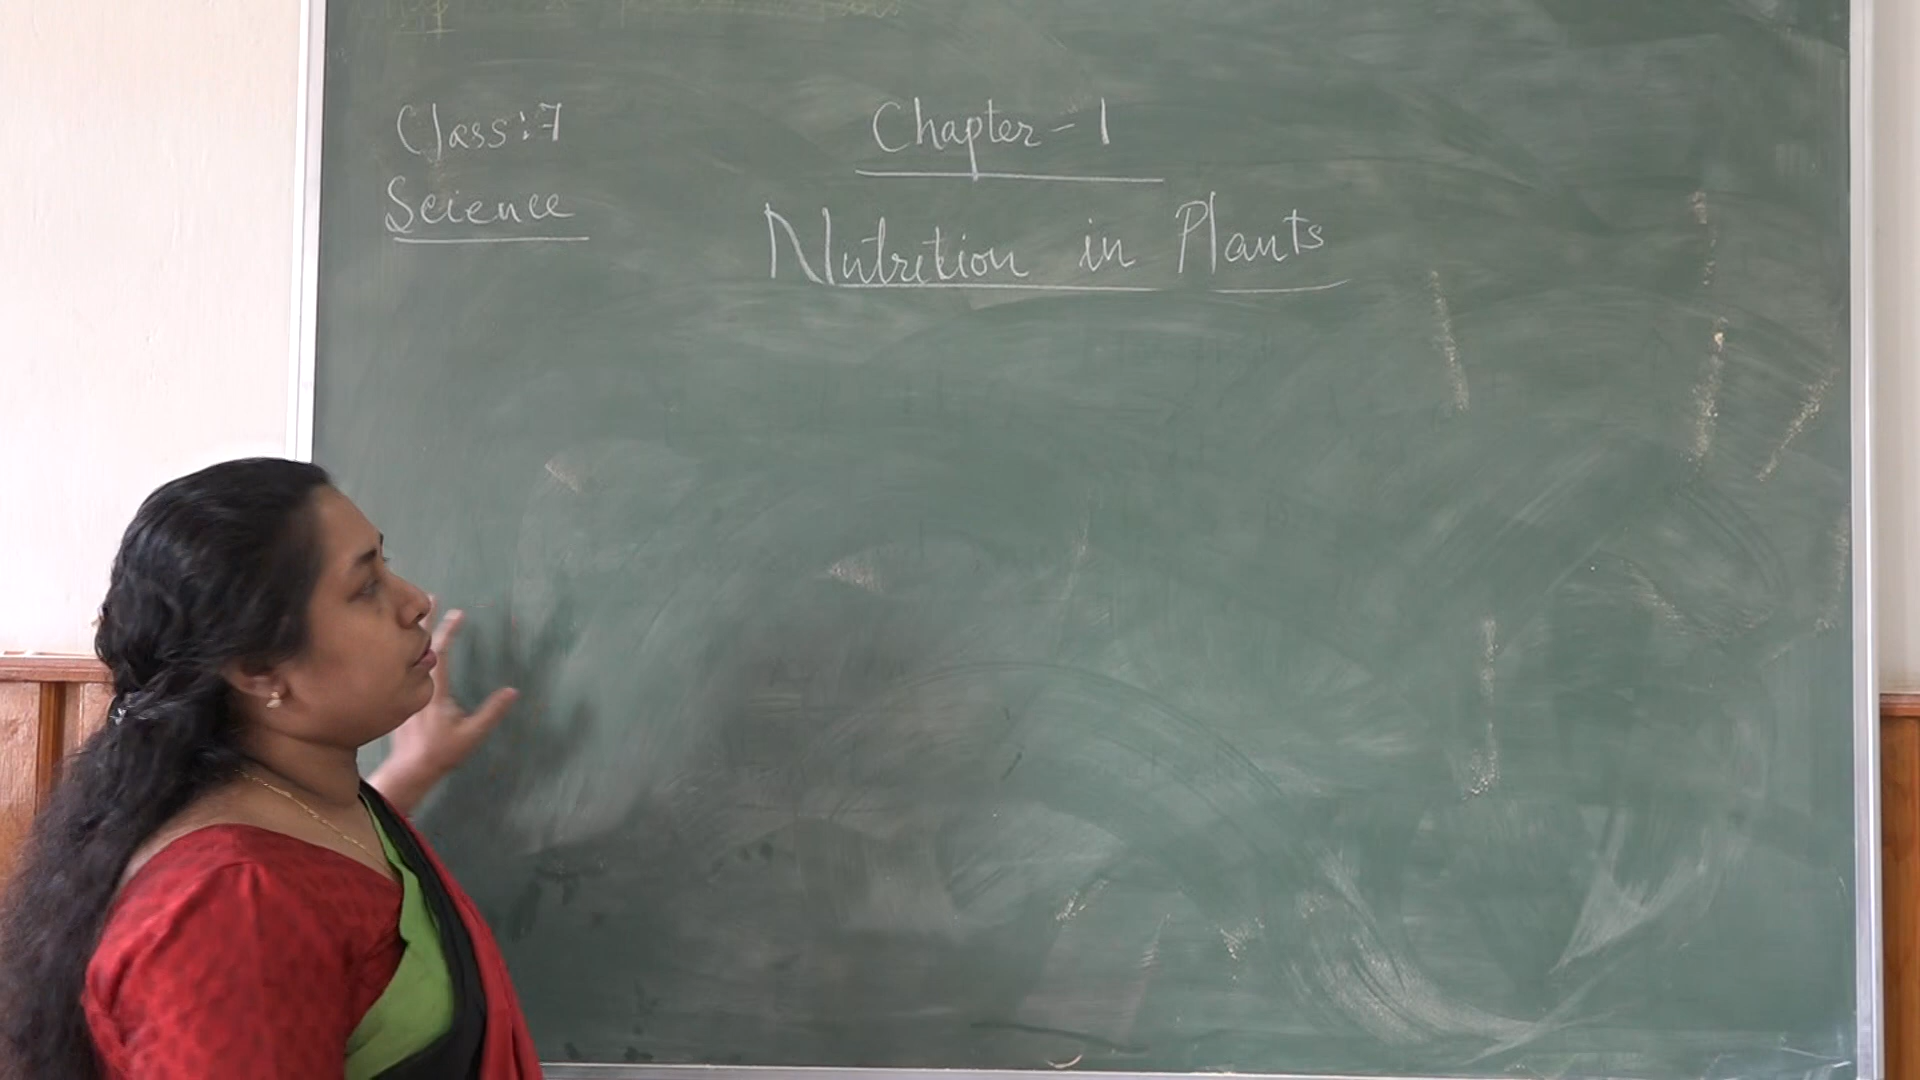 Class: 7
Science
Chapter - 1
Nutrition in Plants